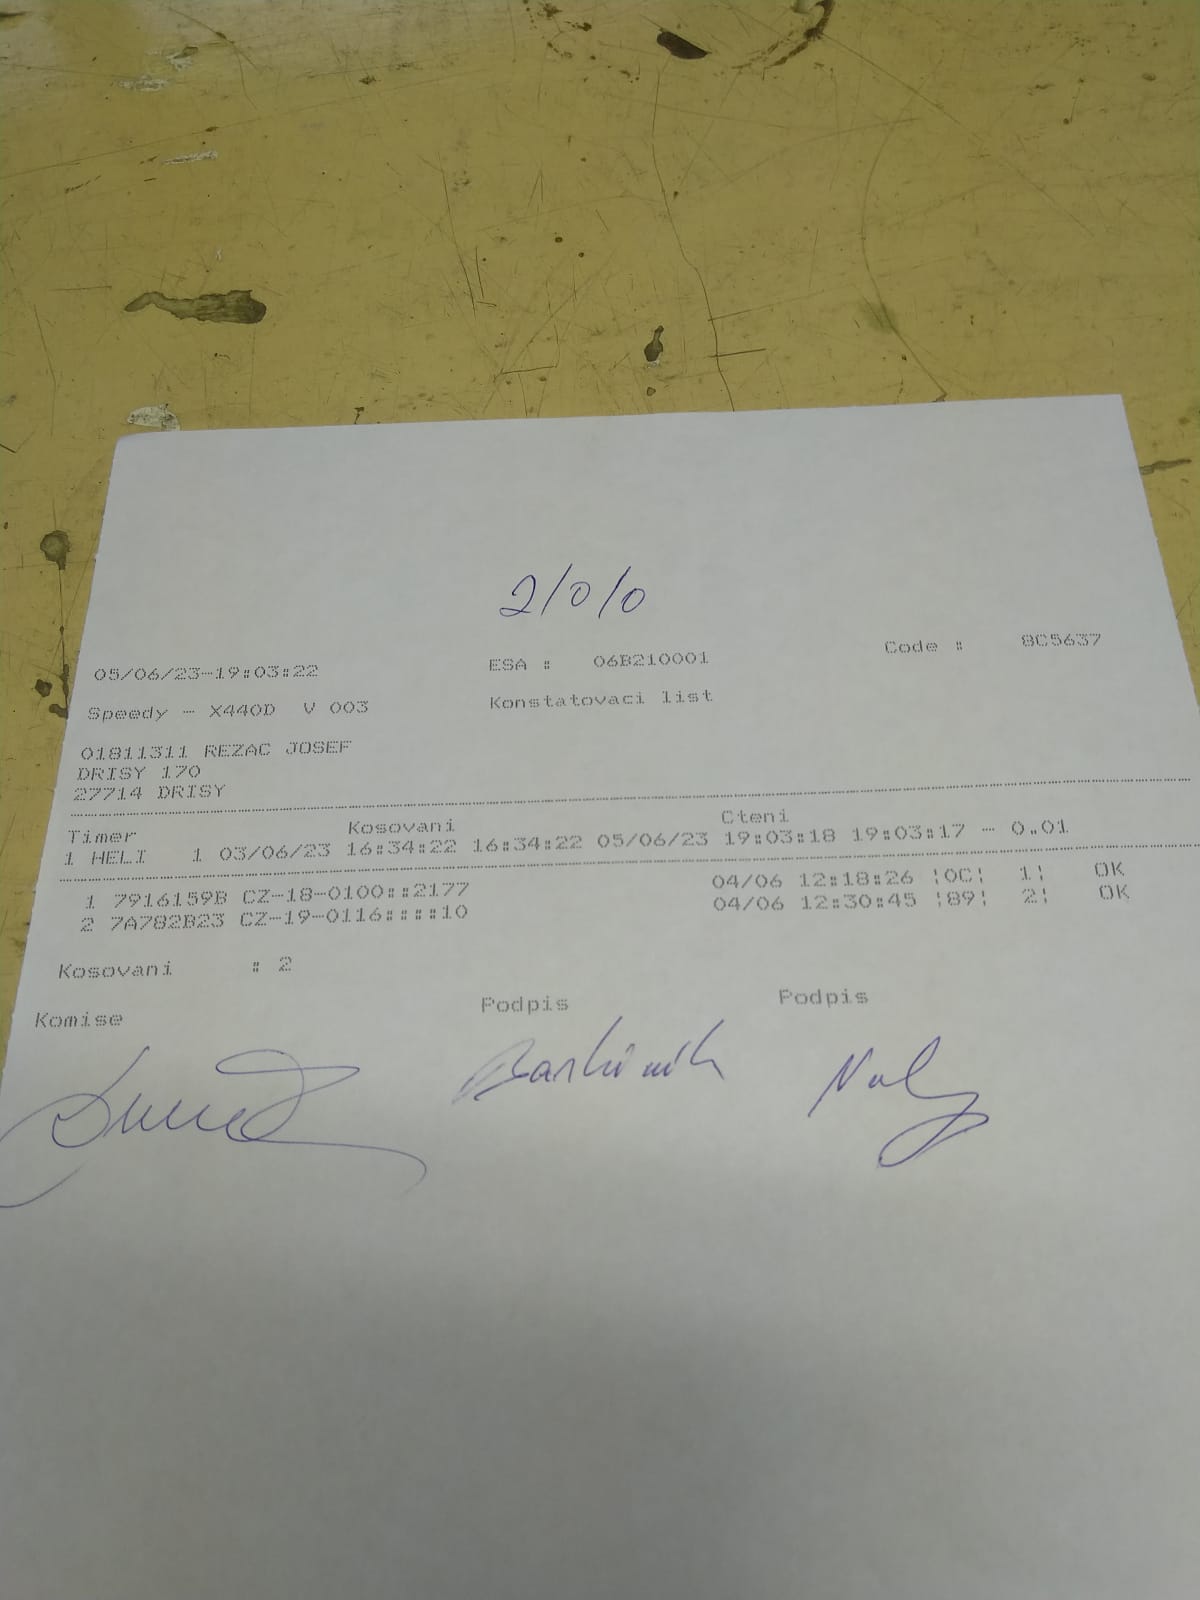 2/0/0
05/06/23-19:03:22 ESA : 06B210001 Code : 8C5637
Speedy - X440D V 003 Konstatovaci list
01811311 REZAC JOSEF
DRISY 170
27714 DRISY
Timer Kosovani Cteni
1 HELI 1 03/06/23 16:34:22 16:34:22 05/06/23 19:03:18 19:03:17 - 0.01
1 7916159B CZ-18-0100::2177 04/06 12:18:26 ¦0C¦ 1¦ OK
2 7A782B23 CZ-19-0116::::10 04/06 12:30:45 ¦89¦ 2¦ OK
Kosovani : 2
Komise Podpis Podpis